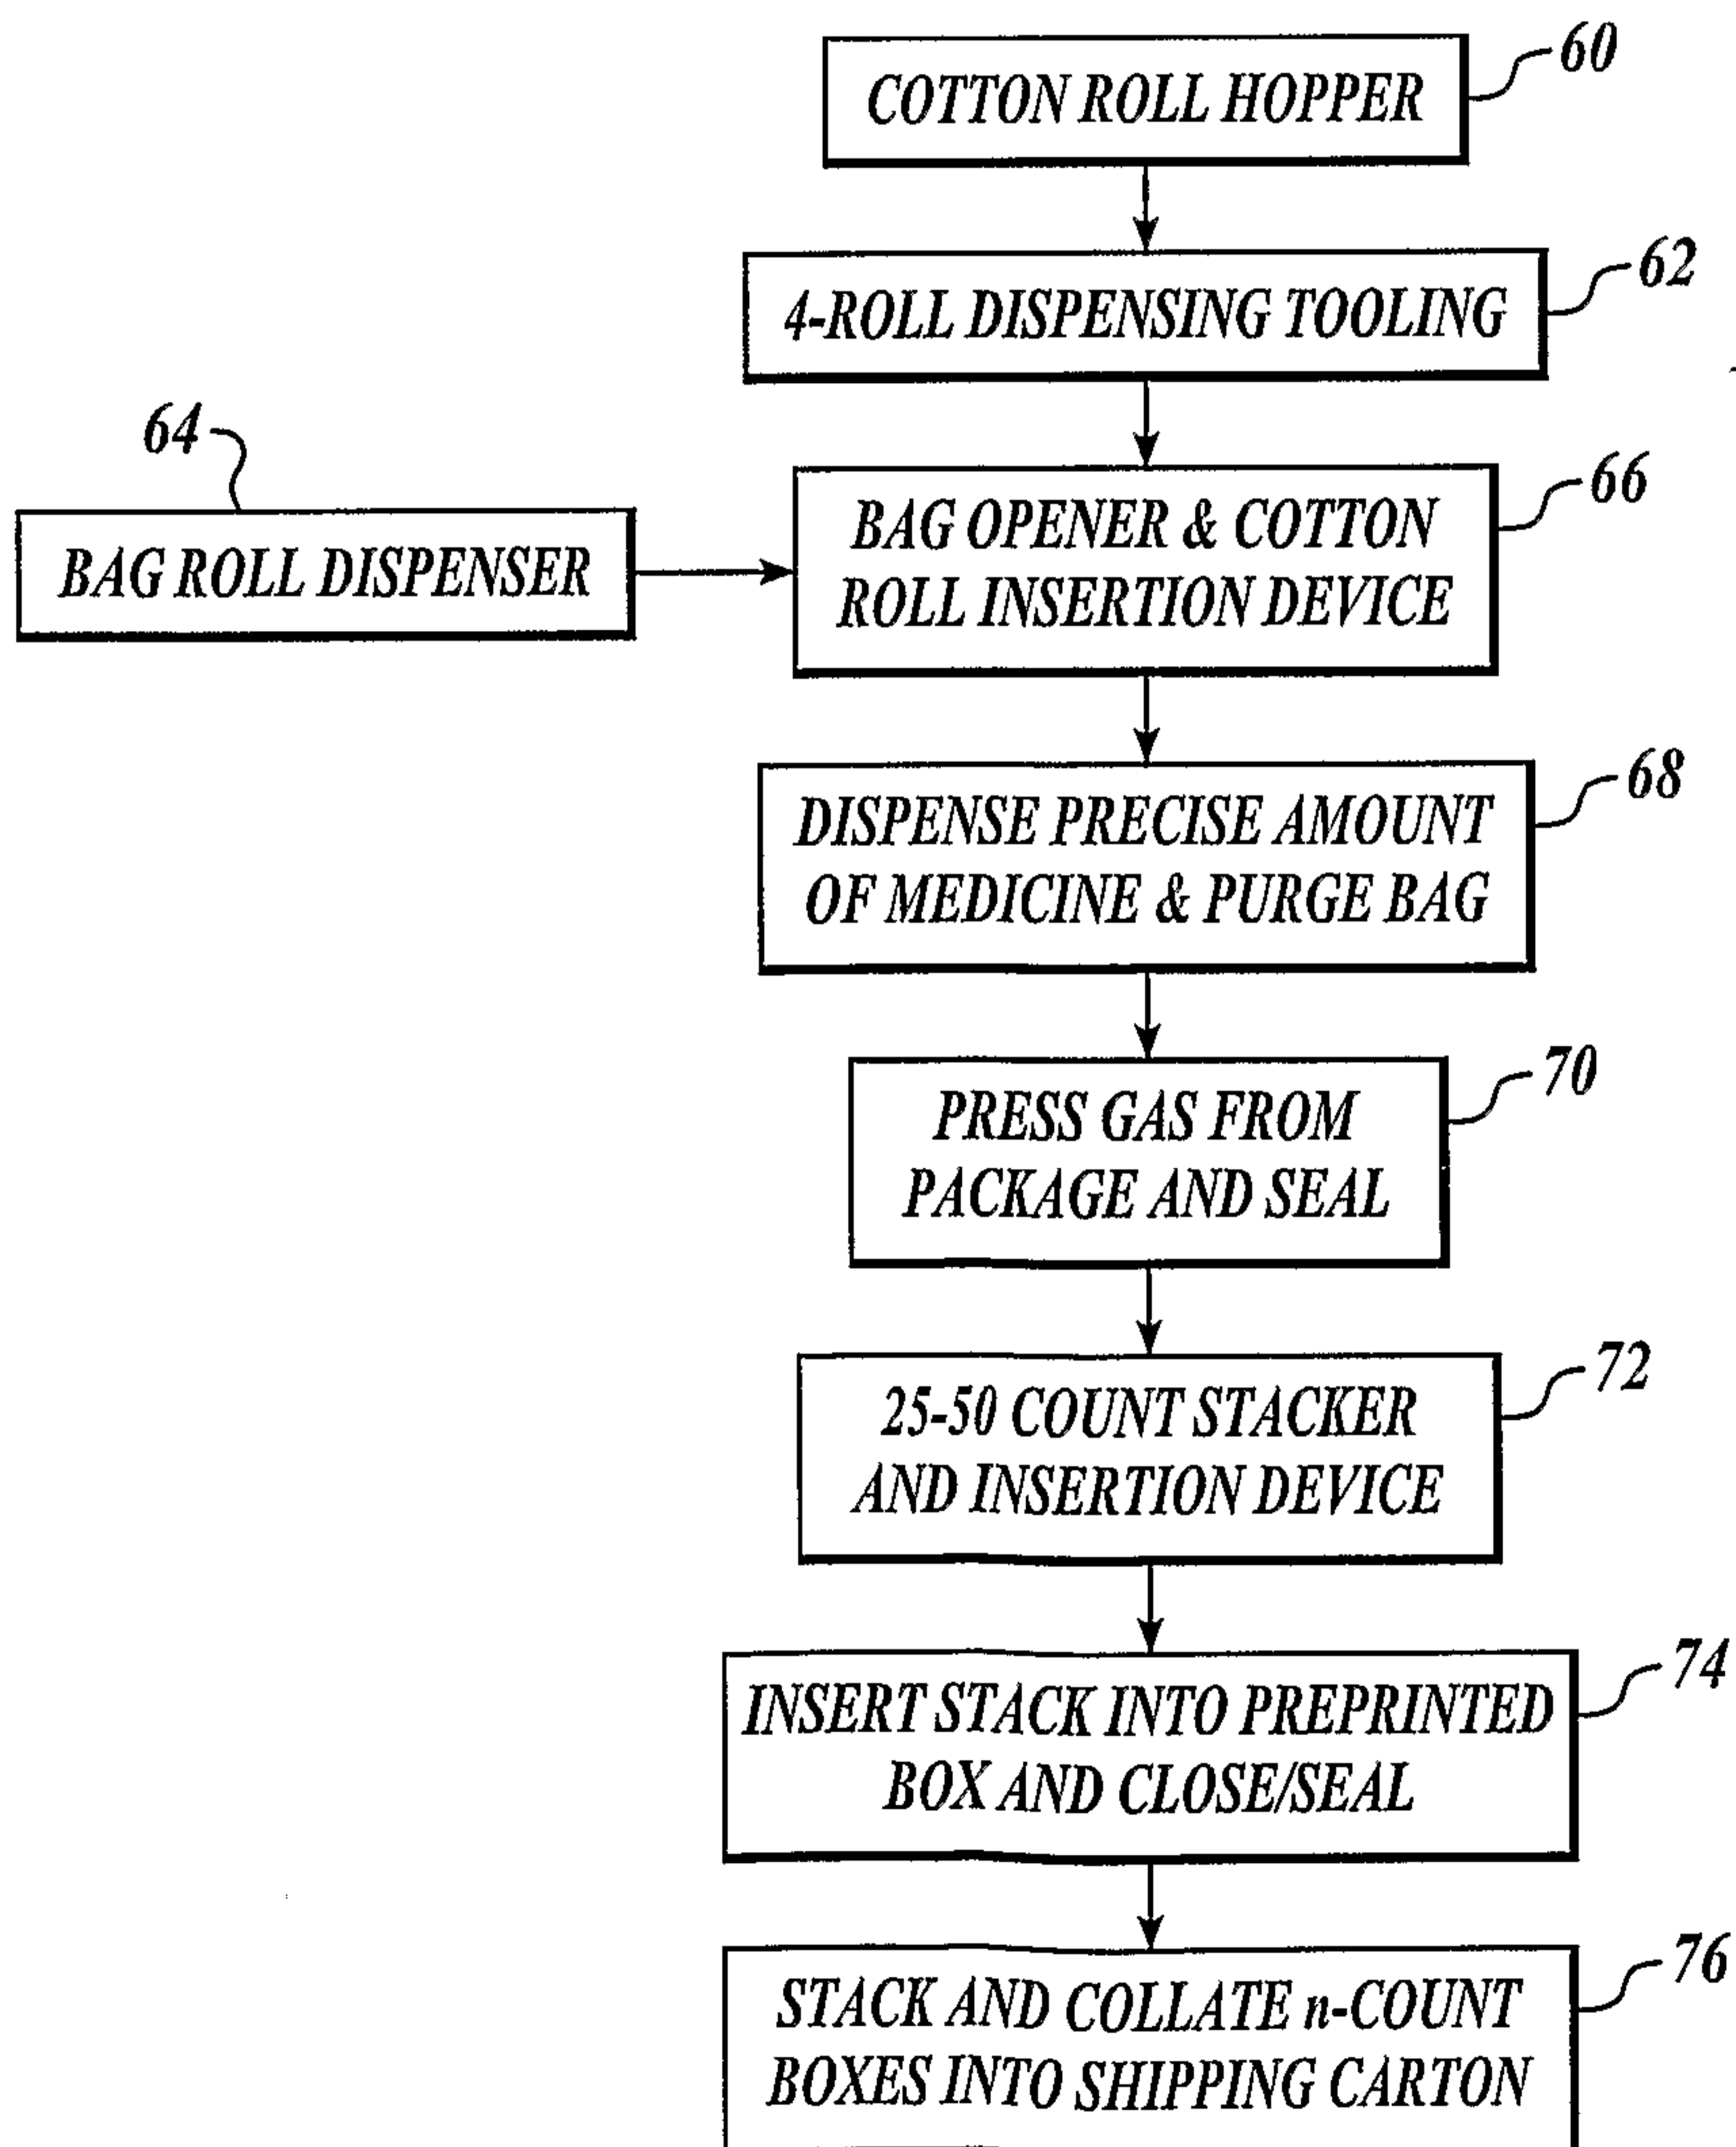 COTTON ROLL HOPPER
60
4-ROLL DISPENSING TOOLING
62
64
BAG ROLL DISPENSER
BAG OPENER & COTTON
ROLL INSERTION DEVICE
66
DISPENSE PRECISE AMOUNT
OF MEDICINE & PURGE BAG
68
PRESS GAS FROM
PACKAGE AND SEAL
70
25-50 COUNT STACKER
AND INSERTION DEVICE
72
INSERT STACK INTO PREPRINTED
BOX AND CLOSE/SEAL
74
STACK AND COLLATE n-COUNT
BOXES INTO SHIPPING CARTON
76